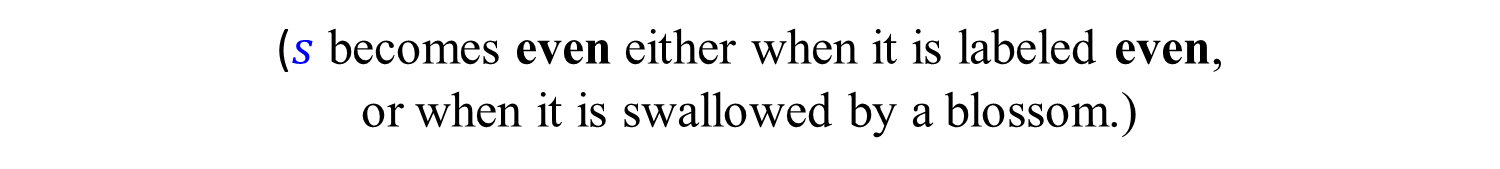 (s becomes even either when it is labeled even,
or when it is swallowed by a blossom.)